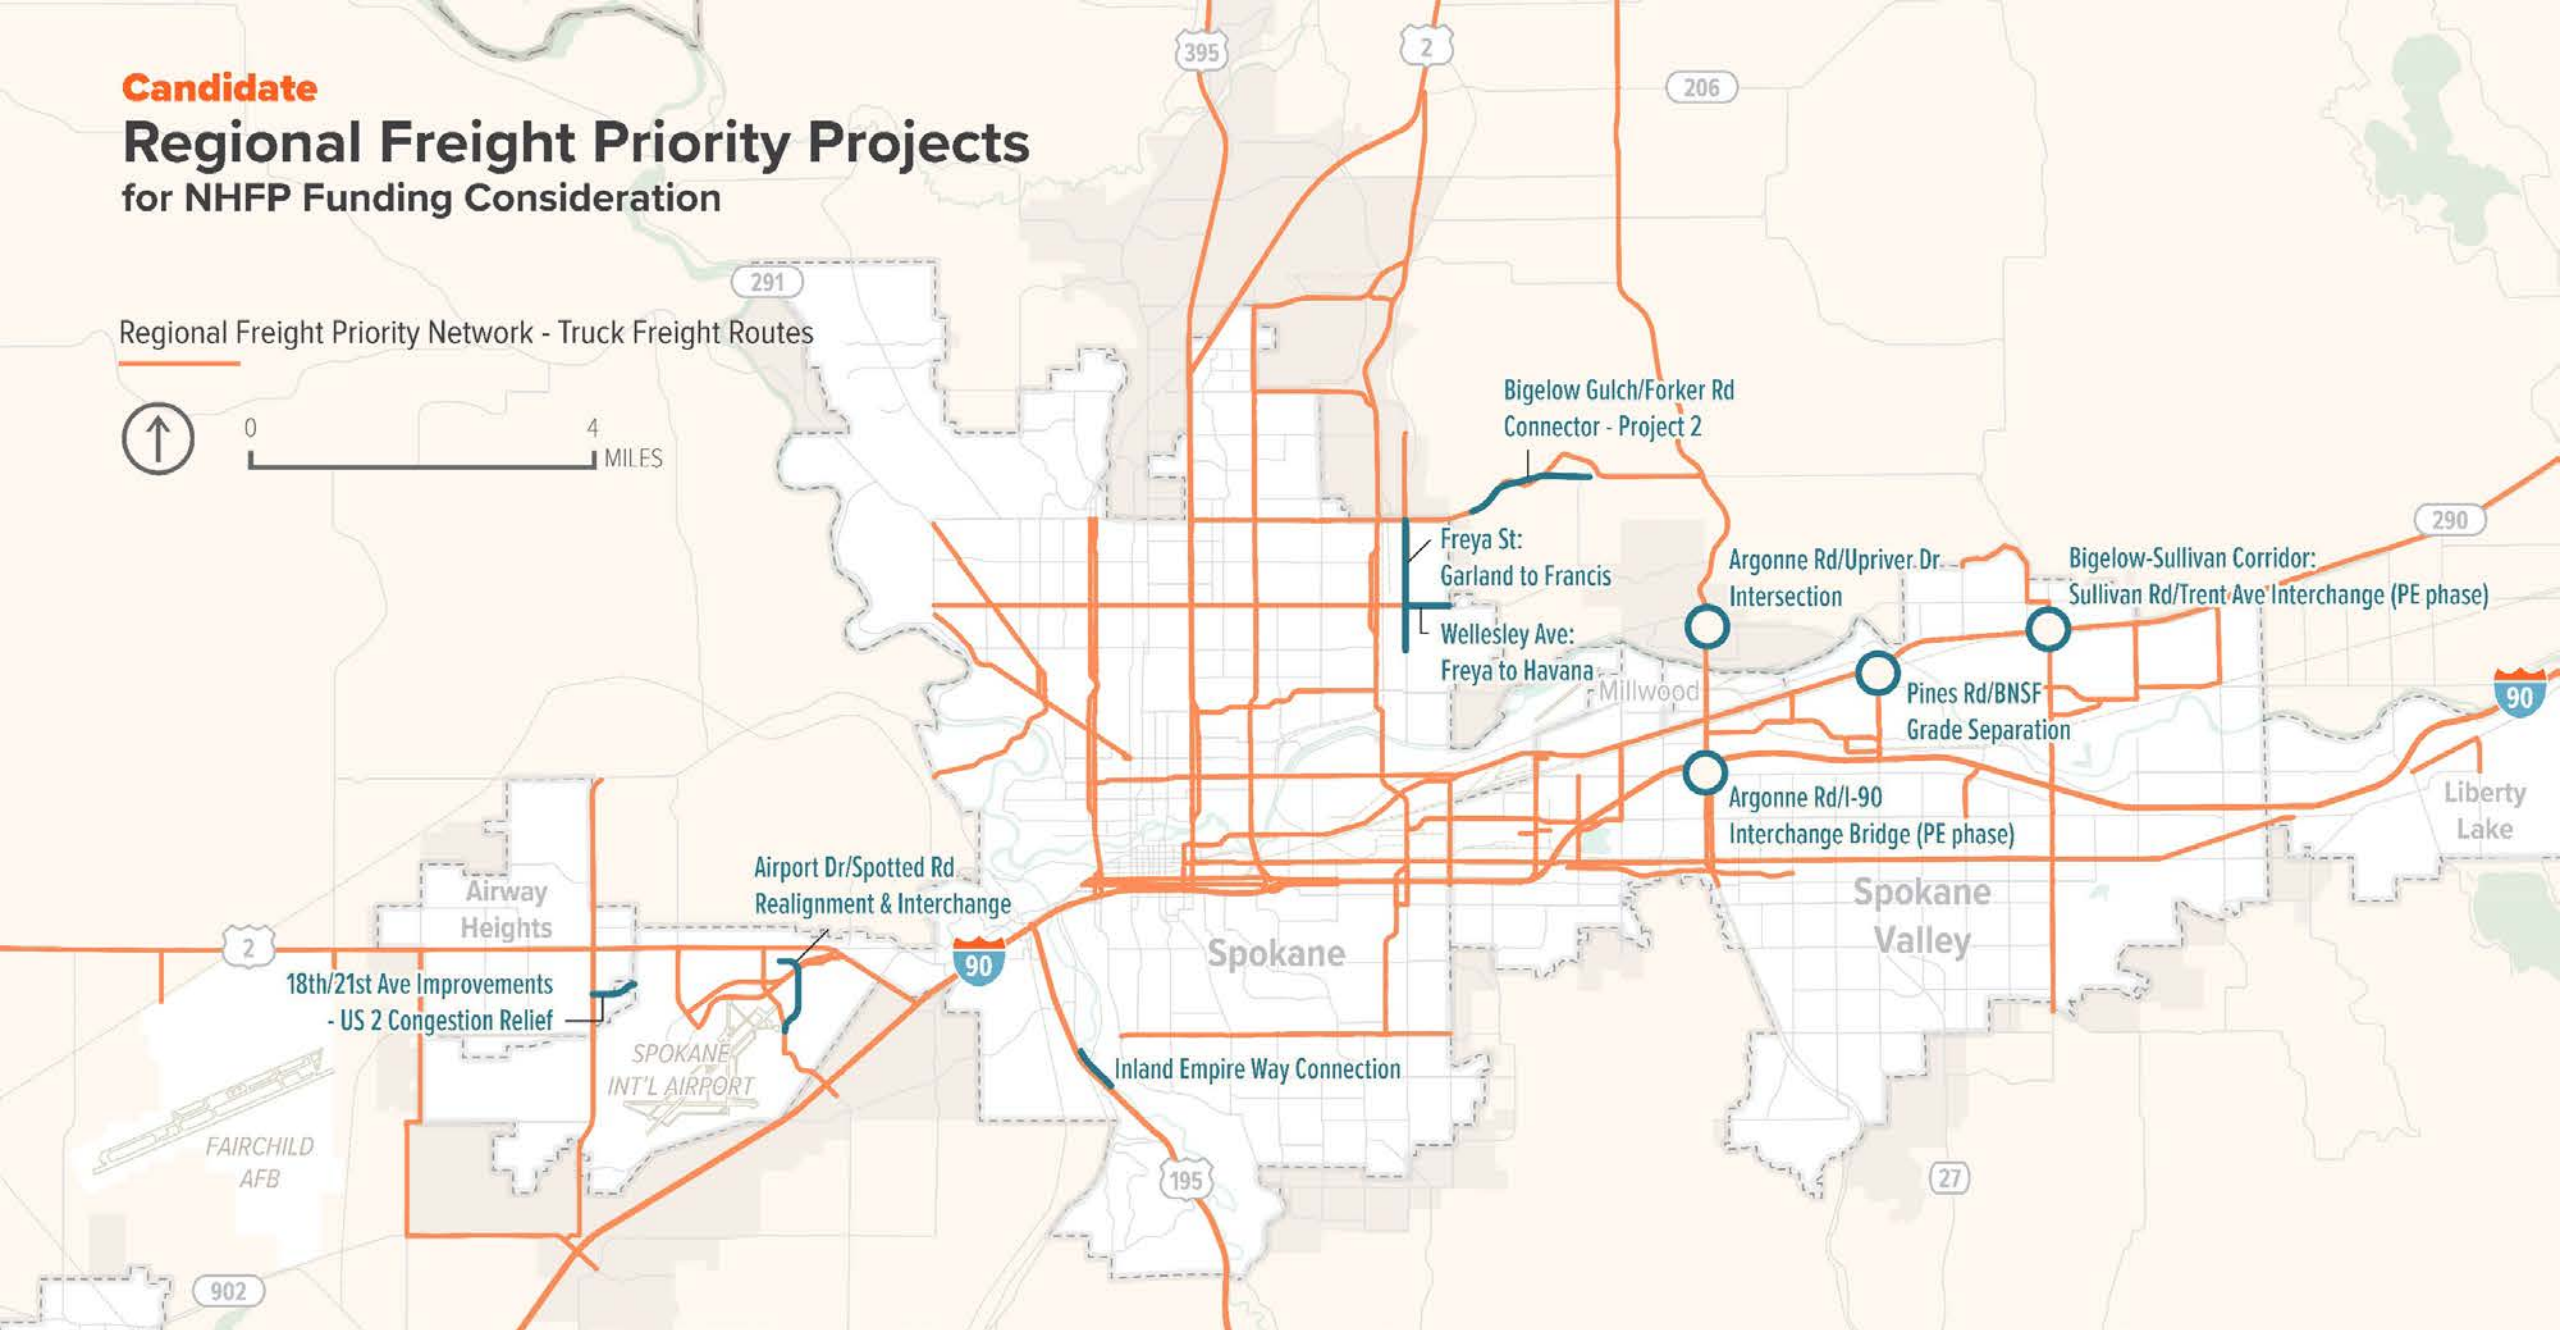 Candidate
Regional Freight Priority Projects
for NHFP Funding Consideration
Regional Freight Priority Network - Truck Freight Routes
0
4
MILES
395
2
206
291
290
Bigelow Gulch/Forker Rd
Connector - Project 2
Freya St:
Garland to Francis
Wellesley Ave:
Freya to Havana
Argonne Rd/Upriver Dr
Intersection
Bigelow-Sullivan Corridor:
Sullivan Rd/Trent Ave Interchange (PE phase)
Millwood
Pines Rd/BNSF
Grade Separation
90
Argonne Rd/I-90
Interchange Bridge (PE phase)
Liberty
Lake
Airport Dr/Spotted Rd
Realignment & Interchange
Airway
Heights
2
90
Spokane
Spokane
Valley
18th/21st Ave Improvements
- US 2 Congestion Relief
SPOKANE
INT'L AIRPORT
Inland Empire Way Connection
FAIRCHILD
AFB
195
27
902